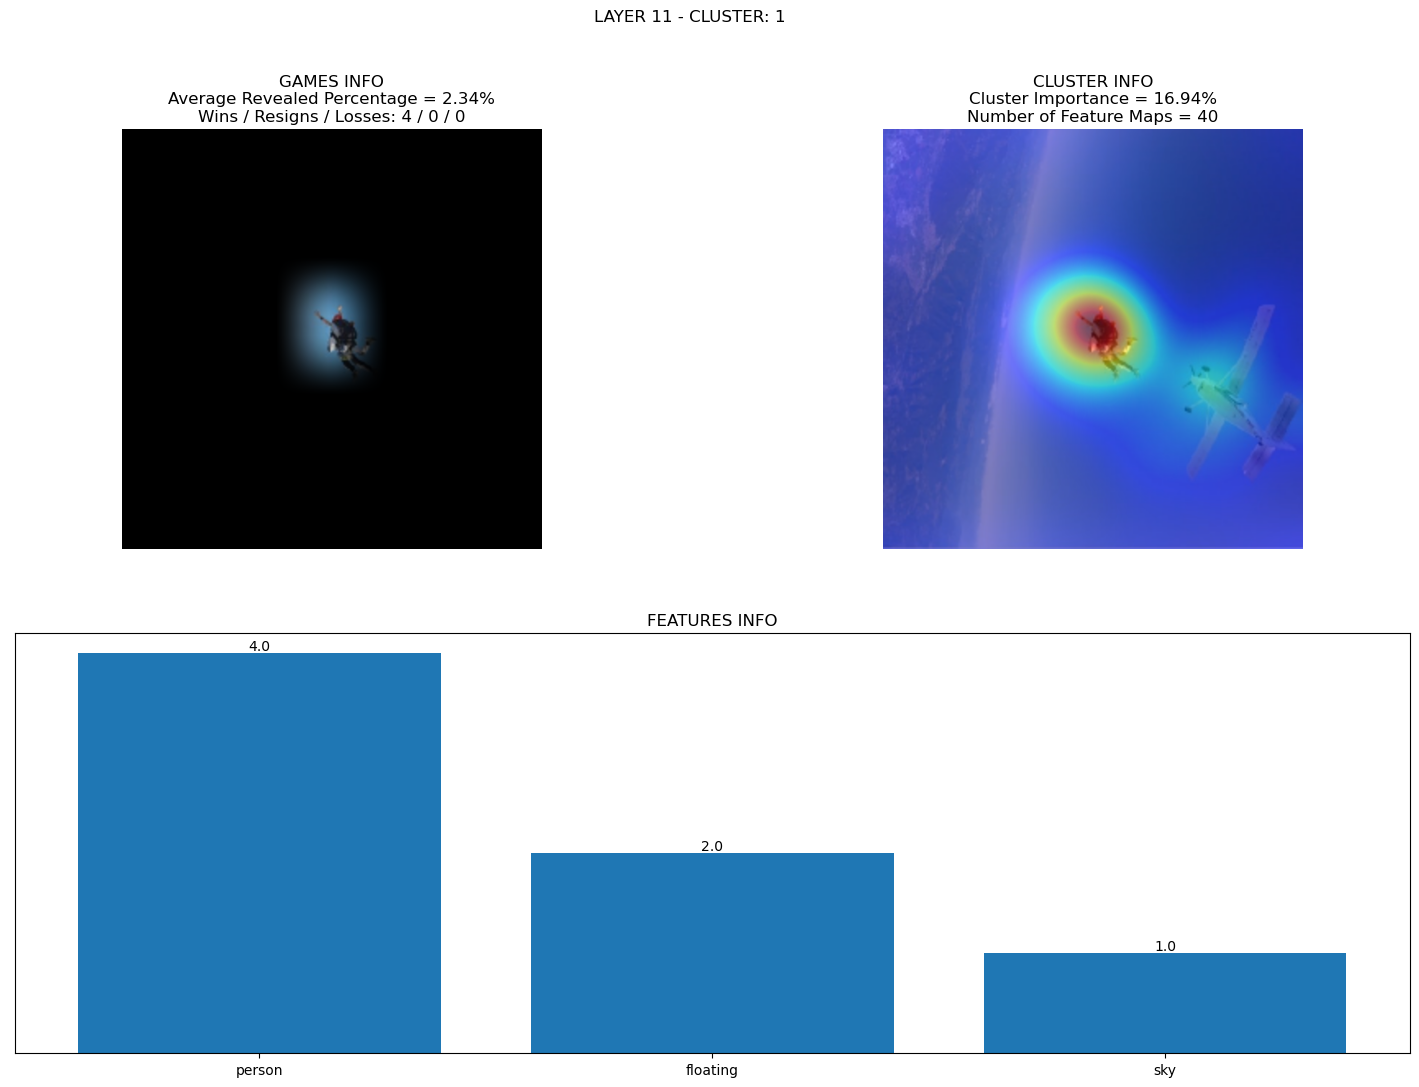 LAYER 11 - CLUSTER: 1
GAMES INFO
Average Revealed Percentage = 2.34%
Wins / Resigns / Losses: 4 / 0 / 0
CLUSTER INFO
Cluster Importance = 16.94%
Number of Feature Maps = 40
FEATURES INFO
4.0
2.0
1.0
person
floating
sky